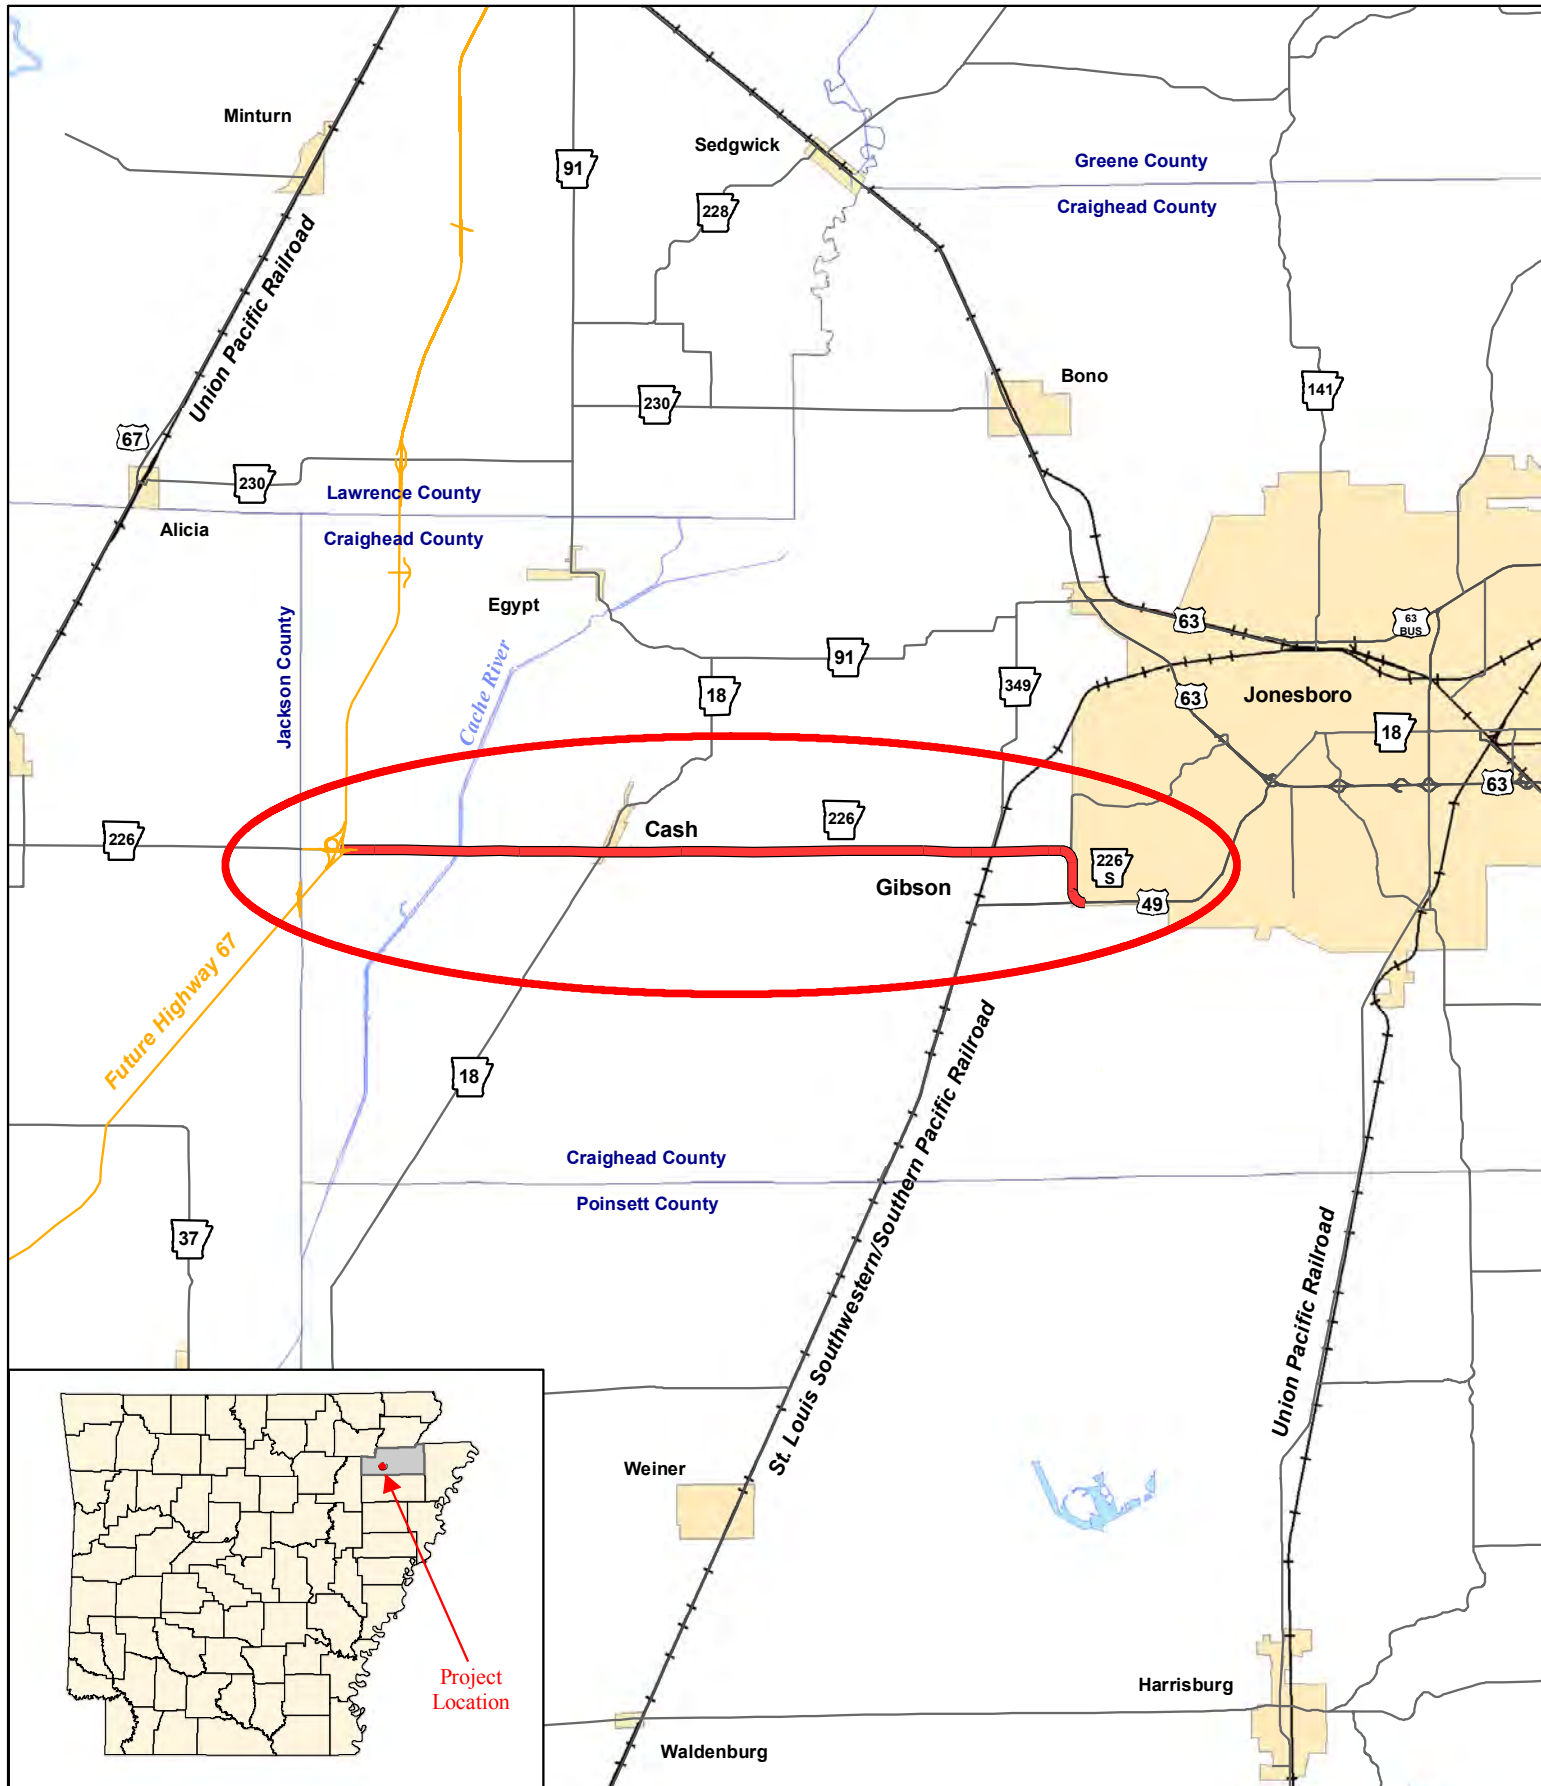 Minturn
Sedgwick
Greene County
91
228
Craighead County
Union Pacific Railroad
Bono
141
230
67
230
Lawrence County
Alicia
Craighead County
Egypt
Jackson County
Cache River
63
63
BUS
91
349
18
63
Jonesboro
18
63
226
Cash
226
226
S
Gibson
49
Future Highway 67
St. Louis Southwestern/Southern Pacific Railroad
18
Craighead County
Poinsett County
37
Union Pacific Railroad
Weiner
Project
Location
Harrisburg
Waldenburg